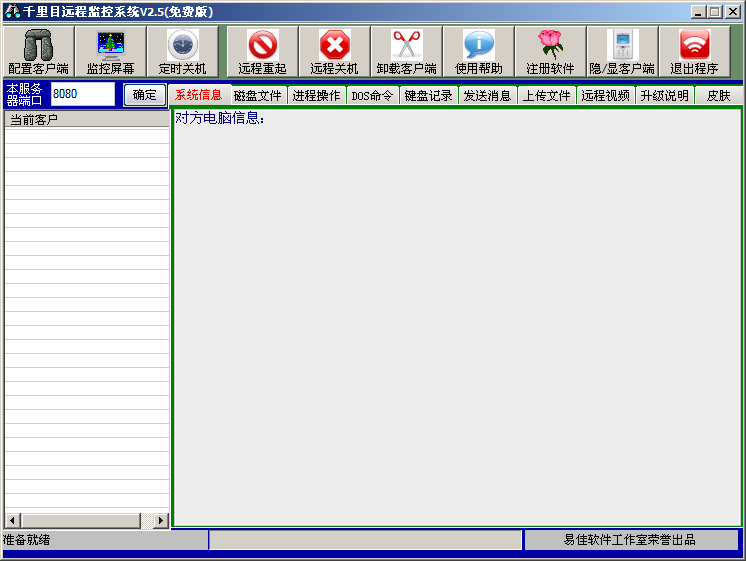 千里目远程监控系统V2.5(免费版)
配置客户端 监控屏幕 定时关机 远程重起 远程关机 卸载客户端 使用帮助 注册软件 隐/显客户端 退出程序
本服务
器端口 8080 确定 系统信息 磁盘文件 进程操作 DOS命令 键盘记录 发送消息 上传文件 远程视频 升级说明 皮肤
当前客户
对方电脑信息:
准备就绪 易佳软件工作室荣誉出品